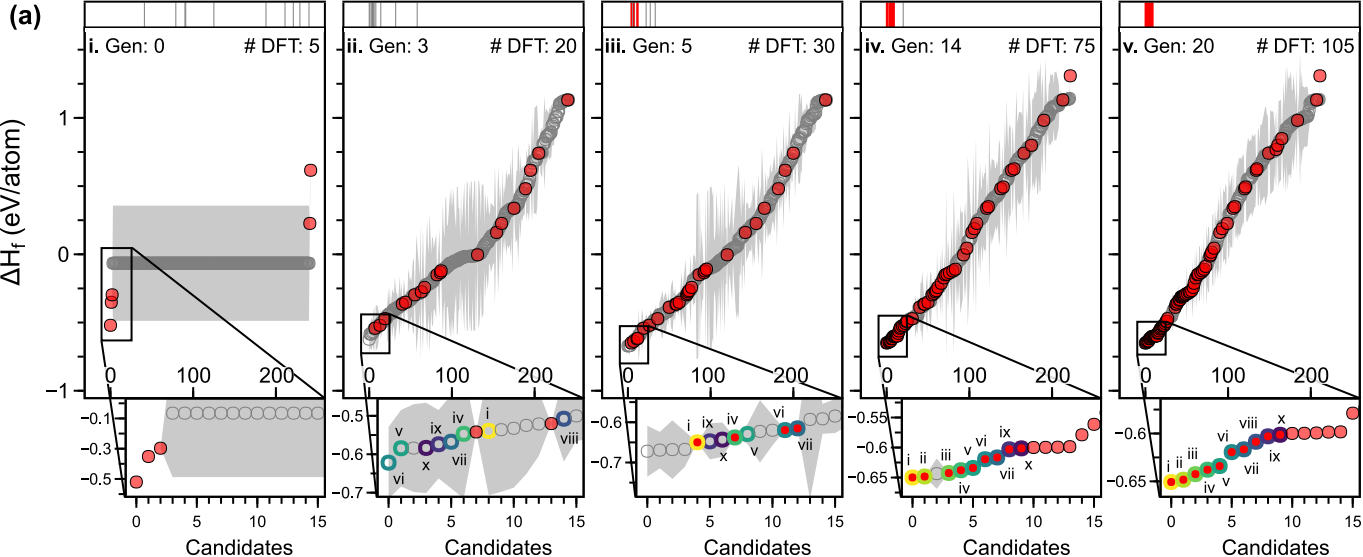 (a)
i. Gen: 0 # DFT: 5
ii. Gen: 3 # DFT: 20
iii. Gen: 5 # DFT: 30
iv. Gen: 14 # DFT: 75
v. Gen: 20 # DFT: 105
ΔHf (eV/atom)
1
0
−1
0 100 200
0 100 200
0 100 200
0 100 200
0 100 200
−0.1
−0.3
−0.5
0 5 10 15
Candidates
−0.5
−0.6
−0.7
v iv i
vi x ix vii viii
0 5 10 15
Candidates
−0.6
−0.7
i ix iv vi
x v vii
0 5 10 15
Candidates
−0.55
−0.60
−0.65
i ii iii v vi viii ix
iv vii x
0 5 10 15
Candidates
−0.6
−0.65
i ii iii vi viii x
iv v vii ix
0 5 10 15
Candidates